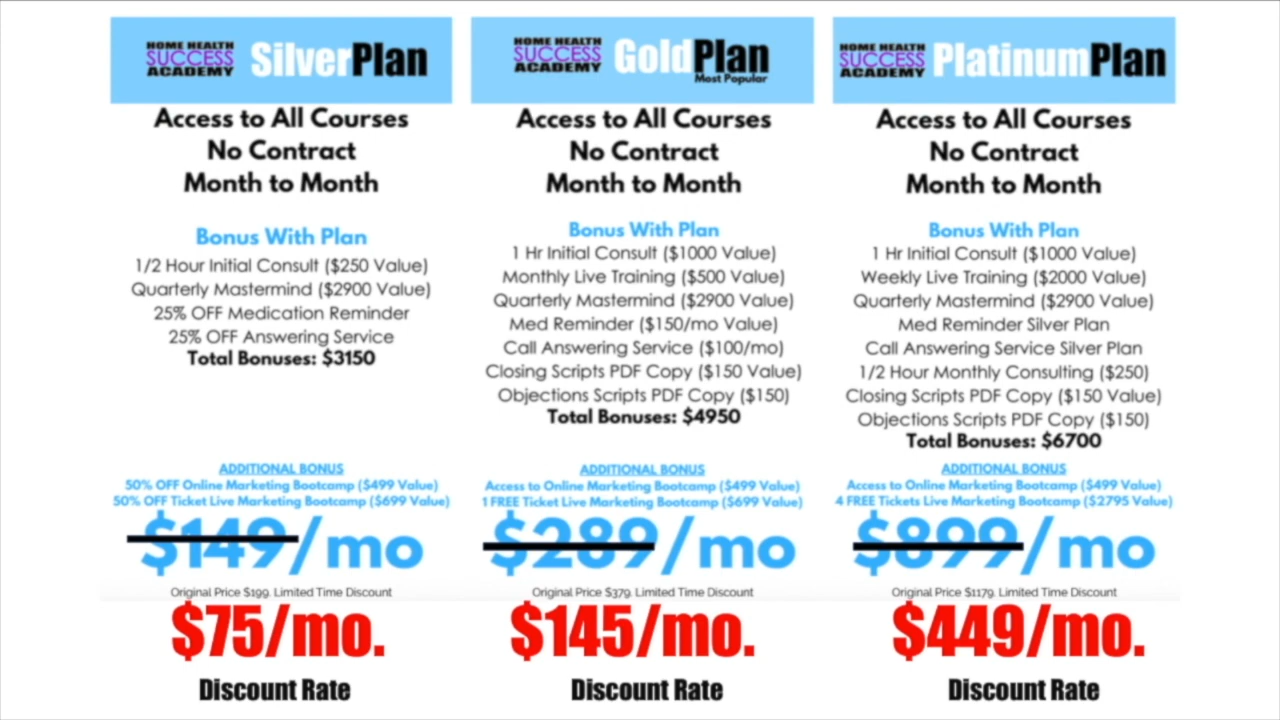 HOME HEALTH
SUCCESS
ACADEMY
SilverPlan
Access to All Courses
No Contract
Month to Month
Bonus With Plan
1/2 Hour Initial Consult ($250 Value)
Quarterly Mastermind ($2900 Value)
25% OFF Medication Reminder
25% OFF Answering Service
Total Bonuses: $3150
ADDITIONAL BONUS
50% OFF Online Marketing Bootcamp ($499 Value)
50% OFF Ticket Live Marketing Bootcamp ($699 Value)
$149/mo
Original Price $199. Limited Time Discount
$75/mo.
Discount Rate
HOME HEALTH
SUCCESS
ACADEMY
GoldPlan
Most Popular
Access to All Courses
No Contract
Month to Month
Bonus With Plan
1 Hr Initial Consult ($1000 Value)
Monthly Live Training ($500 Value)
Quarterly Mastermind ($2900 Value)
Med Reminder ($150/mo Value)
Call Answering Service ($100/mo)
Closing Scripts PDF Copy ($150 Value)
Objections Scripts PDF Copy ($150)
Total Bonuses: $4950
ADDITIONAL BONUS
Access to Online Marketing Bootcamp ($499 Value)
1 FREE Ticket Live Marketing Bootcamp ($699 Value)
$289/mo
Original Price $379. Limited Time Discount
$145/mo.
Discount Rate
HOME HEALTH
SUCCESS
ACADEMY
PlatinumPlan
Access to All Courses
No Contract
Month to Month
Bonus With Plan
1 Hr Initial Consult ($1000 Value)
Weekly Live Training ($2000 Value)
Quarterly Mastermind ($2900 Value)
Med Reminder Silver Plan
Call Answering Service Silver Plan
1/2 Hour Monthly Consulting ($250)
Closing Scripts PDF Copy ($150 Value)
Objections Scripts PDF Copy ($150)
Total Bonuses: $6700
ADDITIONAL BONUS
Access to Online Marketing Bootcamp ($499 Value)
4 FREE Tickets Live Marketing Bootcamp ($2795 Value)
$899/mo
Original Price $1179. Limited Time Discount
$449/mo.
Discount Rate